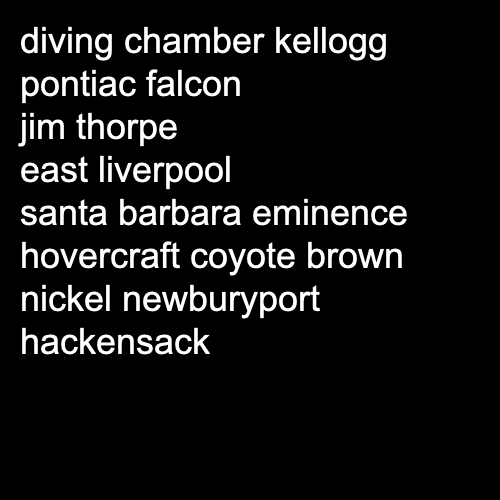 diving chamber kellogg
pontiac falcon
jim thorpe
east liverpool
santa barbara eminence
hovercraft coyote brown
nickel newburyport
hackensack